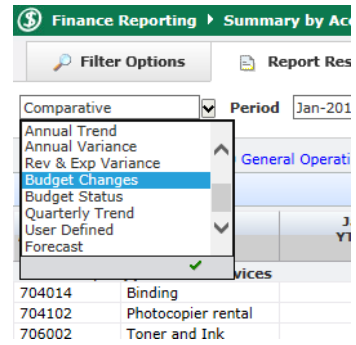 Finance Reporting Summary by Acc
Filter Options Report Res
Comparative Period Jan-201
Annual Trend
Annual Variance
Rev & Exp Variance General Operati
Budget Changes
Budget Status
Quarterly Trend
User Defined YT
Forecast
vices
704014 Binding
704102 Photocopier rental
706002 Toner and Ink